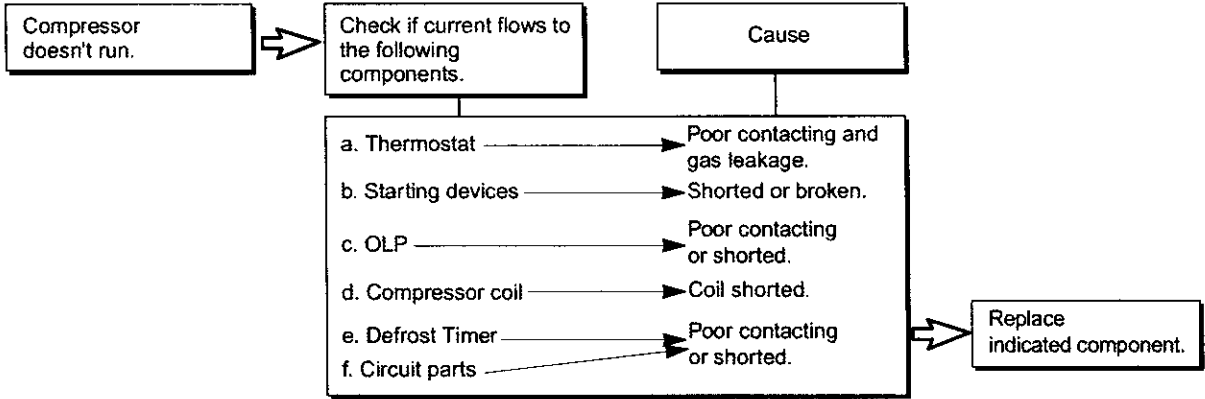 Compressor
doesn't run.
Check if current flows to
the following
components.
Cause
a. Thermostat
Poor contacting and
gas leakage.
b. Starting devices
Shorted or broken.
c. OLP
Poor contacting
or shorted.
d. Compressor coil
Coil shorted.
e. Defrost Timer
f. Circuit parts
Poor contacting
or shorted.
Replace
indicated component.